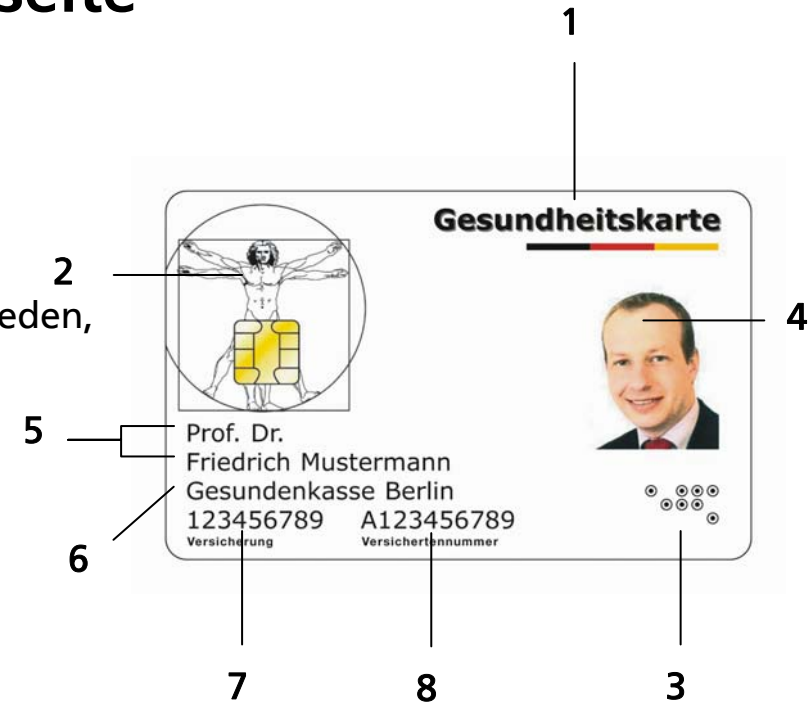 seite
1
Gesundheitskarte
2
eden,
4
5
Prof. Dr.
Friedrich Mustermann
Gesundenkasse Berlin
6
123456789 A123456789
Versicherung Versichertennummer
7 8 3